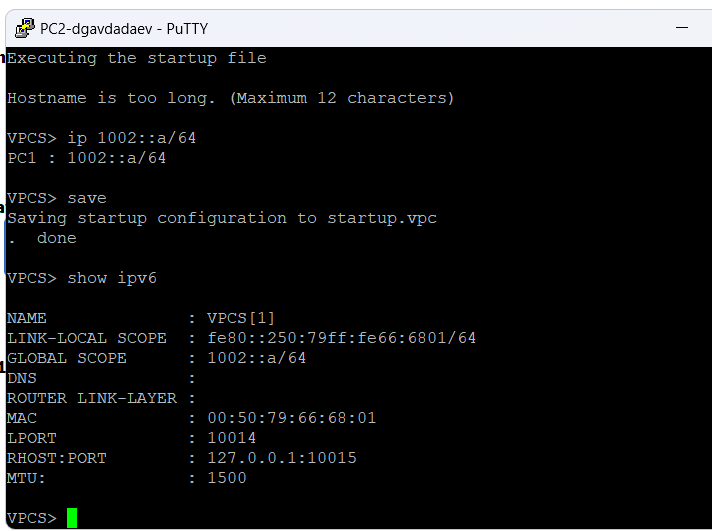 PC2-dgavdadaev - PuTTY
Executing the startup file
Hostname is too long. (Maximum 12 characters)
VPCS> ip 1002::a/64
PC1 : 1002::a/64
VPCS> save
Saving startup configuration to startup.vpc
.  done
VPCS> show ipv6
NAME              : VPCS[1]
LINK-LOCAL SCOPE  : fe80::250:79ff:fe66:6801/64
GLOBAL SCOPE      : 1002::a/64
DNS               :
ROUTER LINK-LAYER :
MAC               : 00:50:79:66:68:01
LPORT             : 10014
RHOST:PORT        : 127.0.0.1:10015
MTU:              : 1500
VPCS>